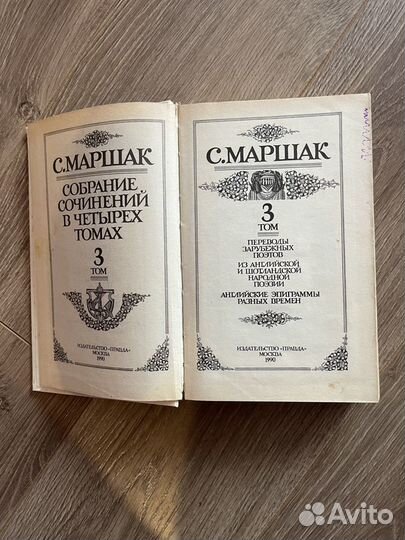 С.МАРШАК
СОБРАНИЕ
СОЧИНЕНИЙ
В ЧЕТЫРЕХ
ТОМАХ
3
ТОМ
ИЗДАТЕЛЬСТВО «ПРАВДА»
МОСКВА
1990
С.МАРШАК
3
ТОМ
ПЕРЕВОДЫ
ЗАРУБЕЖНЫХ
ПОЭТОВ
ИЗ АНГЛИЙСКОЙ
И ШОТЛАНДСКОЙ
НАРОДНОЙ
ПОЭЗИИ
АНГЛИЙСКИЕ ЭПИГРАММЫ
РАЗНЫХ ВРЕМЕН
ИЗДАТЕЛЬСТВО «ПРАВДА»
МОСКВА
1990
Avito